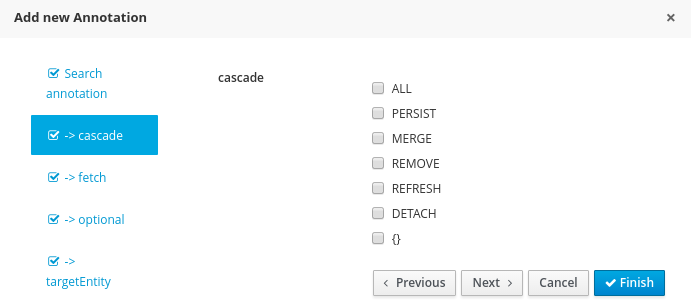 Add new Annotation ×
Search
annotation
-> cascade
-> fetch
-> optional
->
targetEntity
cascade
ALL
PERSIST
MERGE
REMOVE
REFRESH
DETACH
{}
Previous Next Cancel Finish